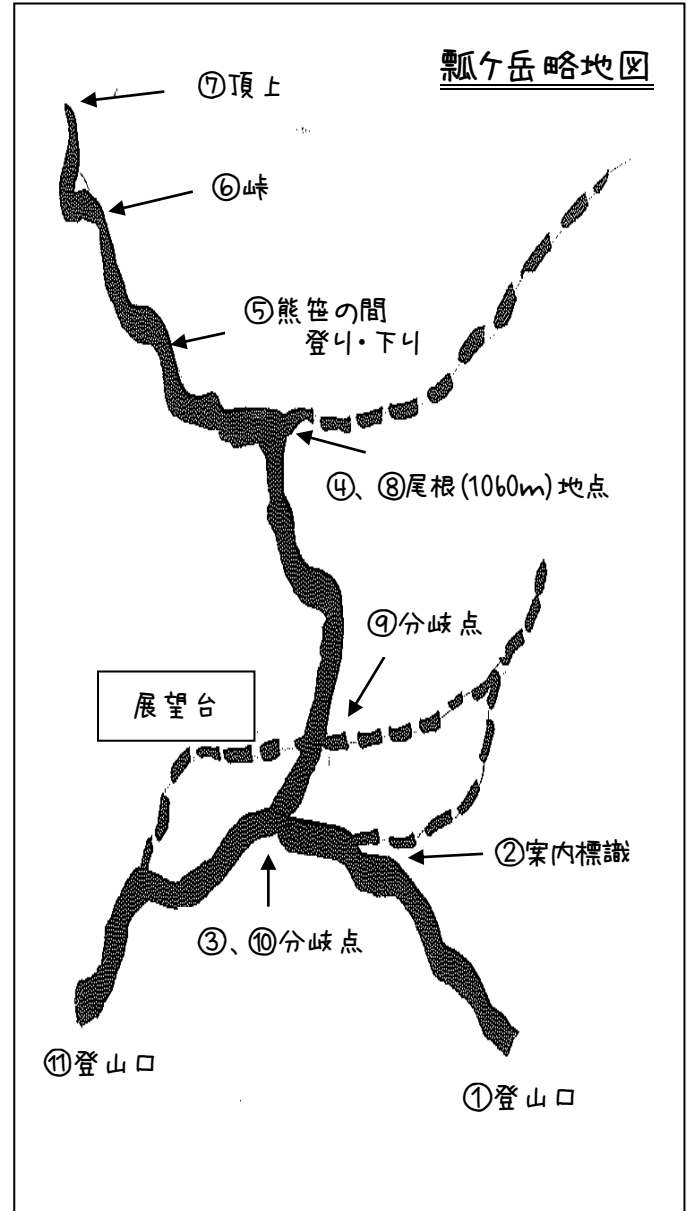 瓢ケ岳略地図
⑦頂上
⑥峠
⑤熊笹の間
登り・下り
④、⑧尾根(1060m)地点
⑨分岐点
展望台
②案内標識
③、⑩分岐点
⑪登山口
①登山口